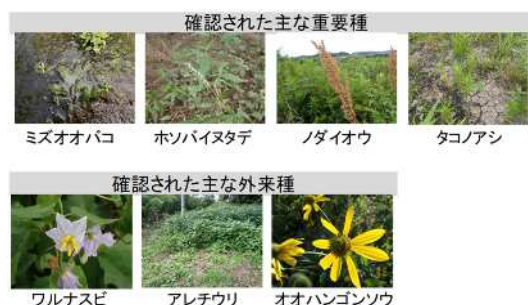 確認された主な重要種
ミズオオバコ
ホソバイヌタデ
ノダイオウ
タコノアシ
確認された主な外来種
ワルナスビ
アレチウリ
オオハンゴンソウ